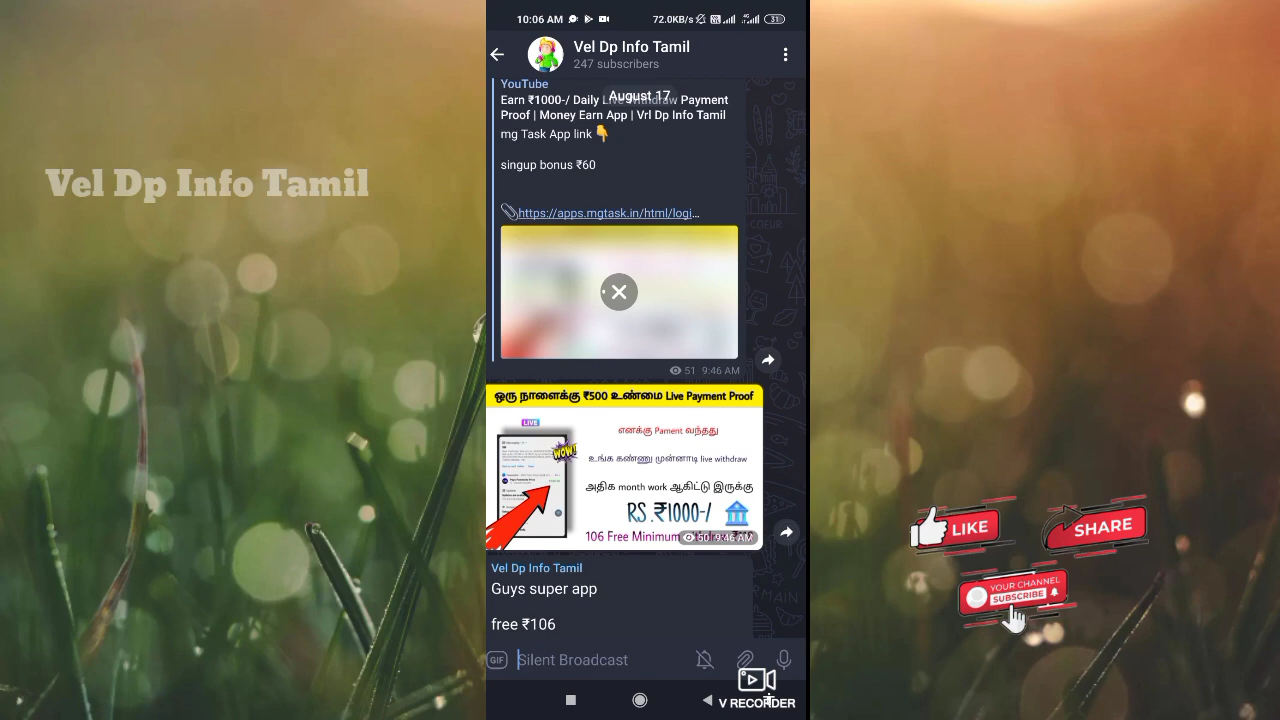 Vel Dp Info Tamil
10:06 AM
72.0KB/s
31
Vel Dp Info Tamil
247 subscribers
YouTube
August 17
Earn ₹1000-/ Daily Live Withdraw Payment
Proof | Money Earn App | Vrl Dp Info Tamil
mg Task App link 👇
singup bonus ₹60
https://apps.mgtask.in/html/logi...
51 9:46 AM
ஒரு நாளைக்கு ₹500 உண்மை Live Payment Proof
LIVE
எனக்கு Pament வந்தது
WOW!
உங்க கண்ணு முன்னாடி live withdraw
அதிக month work ஆகிட்டு இருக்கு
RS.₹1000-/
106 Free Minimum
50 9:46 AM
Vel Dp Info Tamil
Guys super app
free ₹106
GIF
Silent Broadcast
V RECORDER
LIKE
SHARE
YOUR CHANNEL
SUBSCRIBE